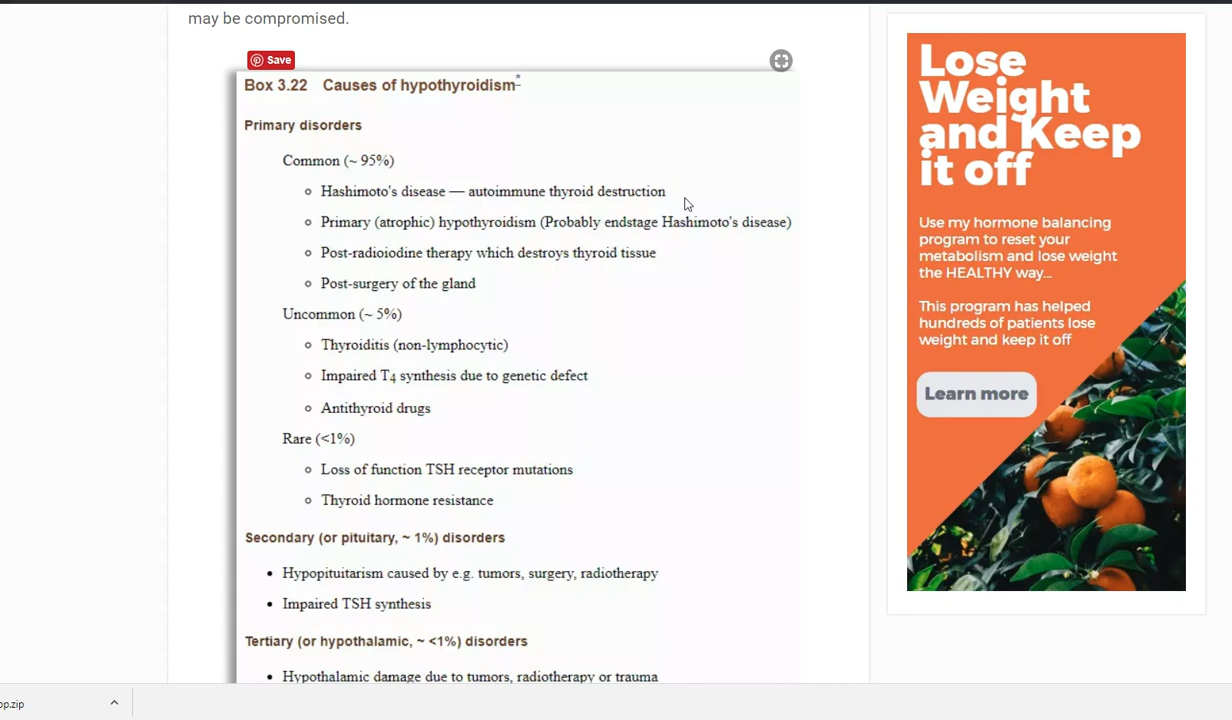 may be compromised.
Save
Box 3.22 Causes of hypothyroidism*
Primary disorders
Common (~ 95%)
Hashimoto's disease — autoimmune thyroid destruction
Primary (atrophic) hypothyroidism (Probably endstage Hashimoto's disease)
Post-radioiodine therapy which destroys thyroid tissue
Post-surgery of the gland
Uncommon (~ 5%)
Thyroiditis (non-lymphocytic)
Impaired T4 synthesis due to genetic defect
Antithyroid drugs
Rare (<1%)
Loss of function TSH receptor mutations
Thyroid hormone resistance
Secondary (or pituitary, ~ 1%) disorders
Hypopituitarism caused by e.g. tumors, surgery, radiotherapy
Impaired TSH synthesis
Tertiary (or hypothalamic, ~ <1%) disorders
Hypothalamic damage due to tumors, radiotherapy or trauma
Lose
Weight
and Keep
it off
Use my hormone balancing
program to reset your
metabolism and lose weight
the HEALTHY way...
This program has helped
hundreds of patients lose
weight and keep it off
Learn more
op.zip